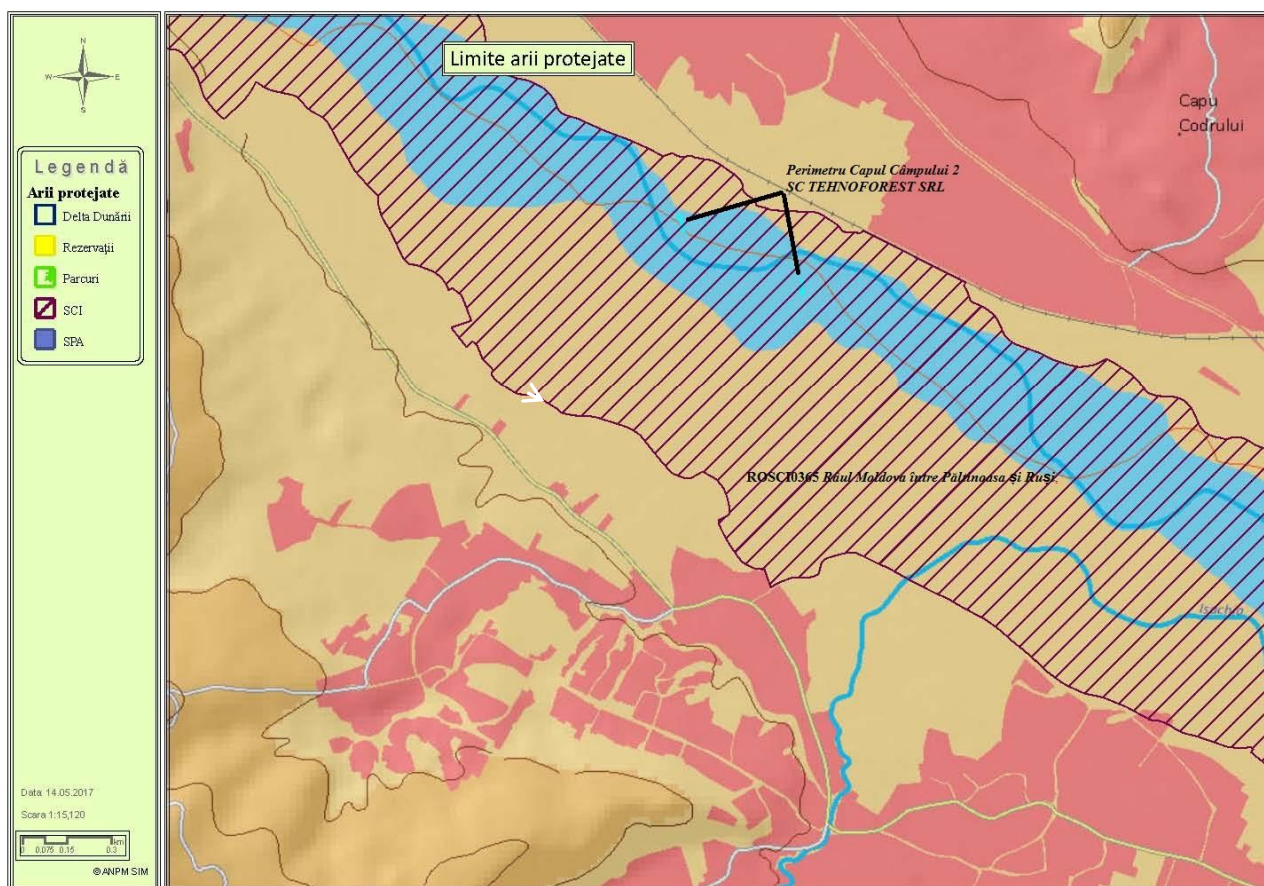 N
W
E
S
Legendă
Arii protejate
Delta Dunării
Rezervații
Parcuri
SCI
SPA
Data 14.05.2017
Scara 1:15,120
km
0 0.075 0.15 0.3
©ANPM SIM
Limite arii protejate
Capu
Codrului
Perimetru Capul Câmpului 2
SC TEHNOFOREST SRL
ROSCI0365 Râul Moldova între Păltinoasa și Ruși,